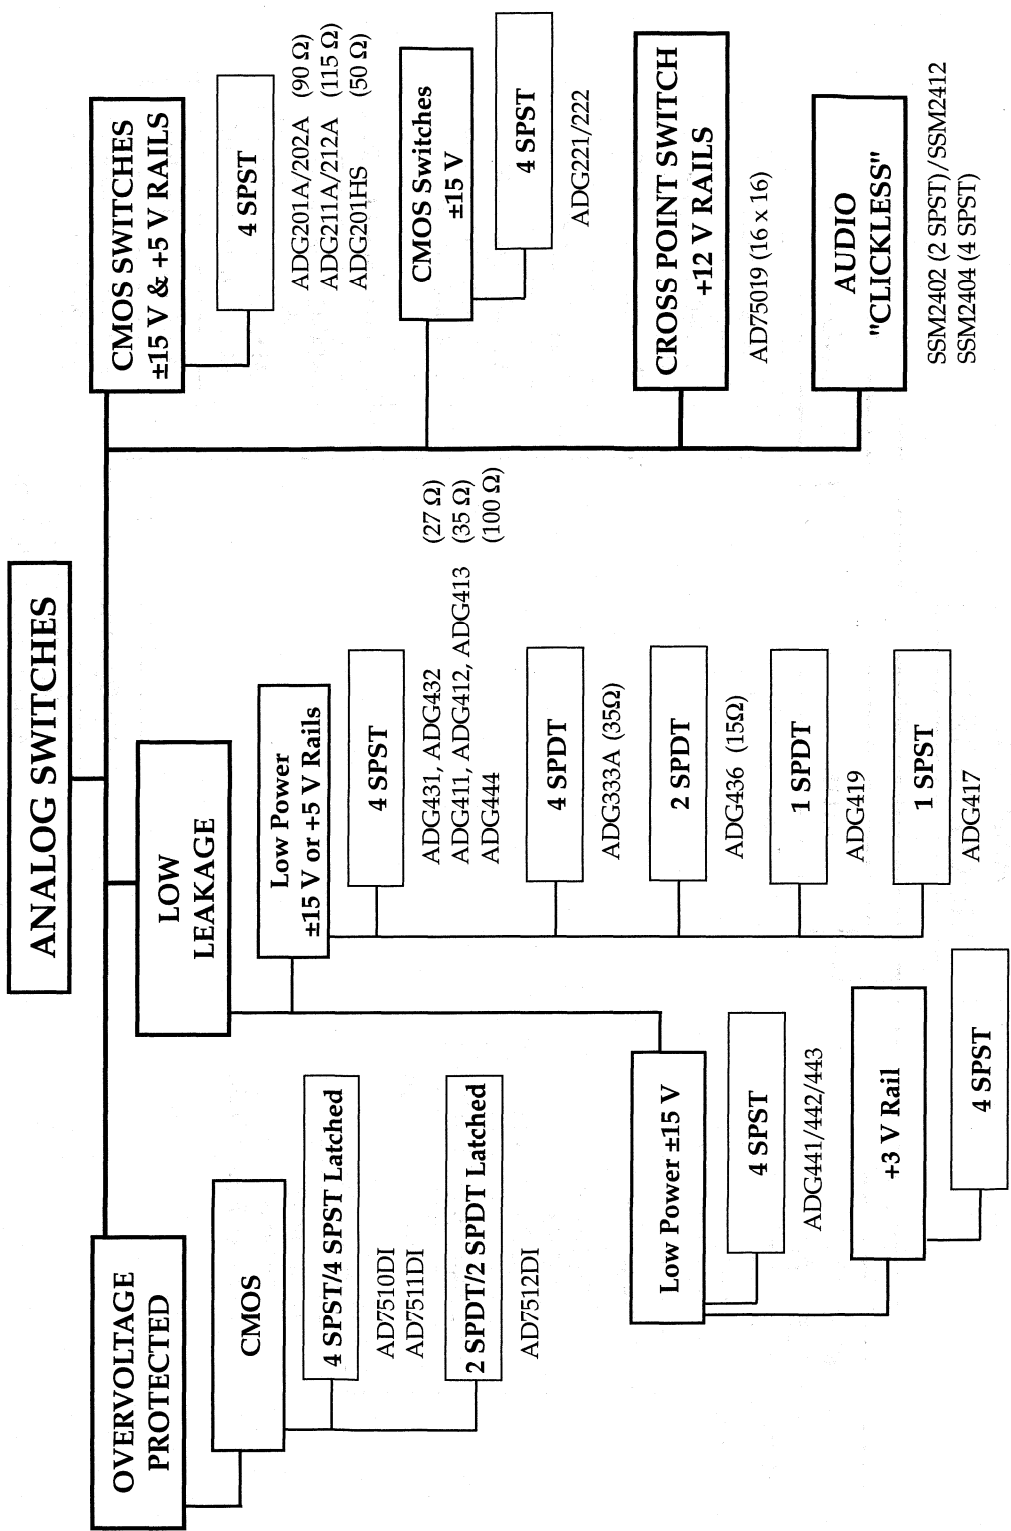 ANALOG SWITCHES
OVERVOLTAGE
PROTECTED
CMOS
4 SPST/4 SPST Latched
AD7510DI
AD7511DI
2 SPDT/2 SPDT Latched
AD7512DI
LOW
LEAKAGE
Low Power
±15 V or +5 V Rails
4 SPST
ADG431, ADG432 (27 Ω)
ADG411, ADG412, ADG413 (35 Ω)
ADG444 (100 Ω)
4 SPDT
ADG333A (35Ω)
2 SPDT
ADG436 (15Ω)
1 SPDT
ADG419
1 SPST
ADG417
Low Power ±15 V
4 SPST
ADG441/442/443
+3 V Rail
4 SPST
CMOS SWITCHES
±15 V & +5 V RAILS
4 SPST
ADG201A/202A (90 Ω)
ADG211A/212A (115 Ω)
ADG201HS (50 Ω)
CMOS Switches
±15 V
4 SPST
ADG221/222
CROSS POINT SWITCH
+12 V RAILS
AD75019 (16 x 16)
AUDIO
"CLICKLESS"
SSM2402 (2 SPST)/SSM2412
SSM2404 (4 SPST)